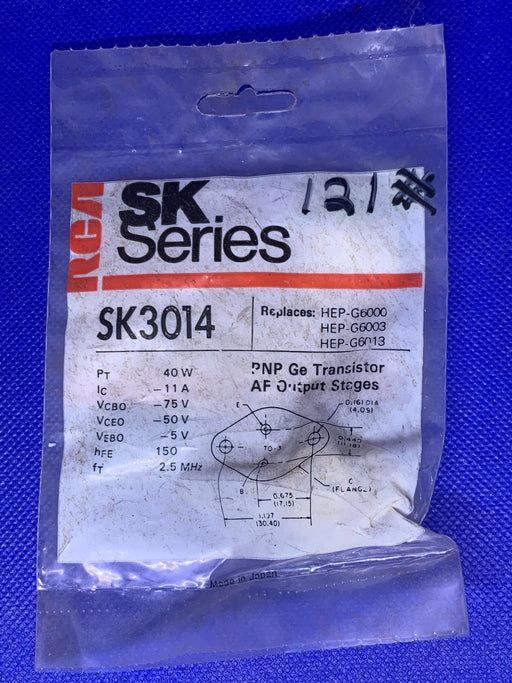 RCA
SK
Series
121
SK3014
Replaces: HEP-G6000
HEP-G6003
HEP-G6013
PNP Ge Transistor
AF Output Stages
PT 40 W
IC -11 A
VCBO -75 V
VCEO -50 V
VEBO -5 V
hFE 150
fT 2.5 MHz
E
0.161 DIA
(4.09)
0.440
(11.18)
TO-3
B
C
(FLANGE)
0.675
(17.15)
1.197
(30.40)
Made in Japan